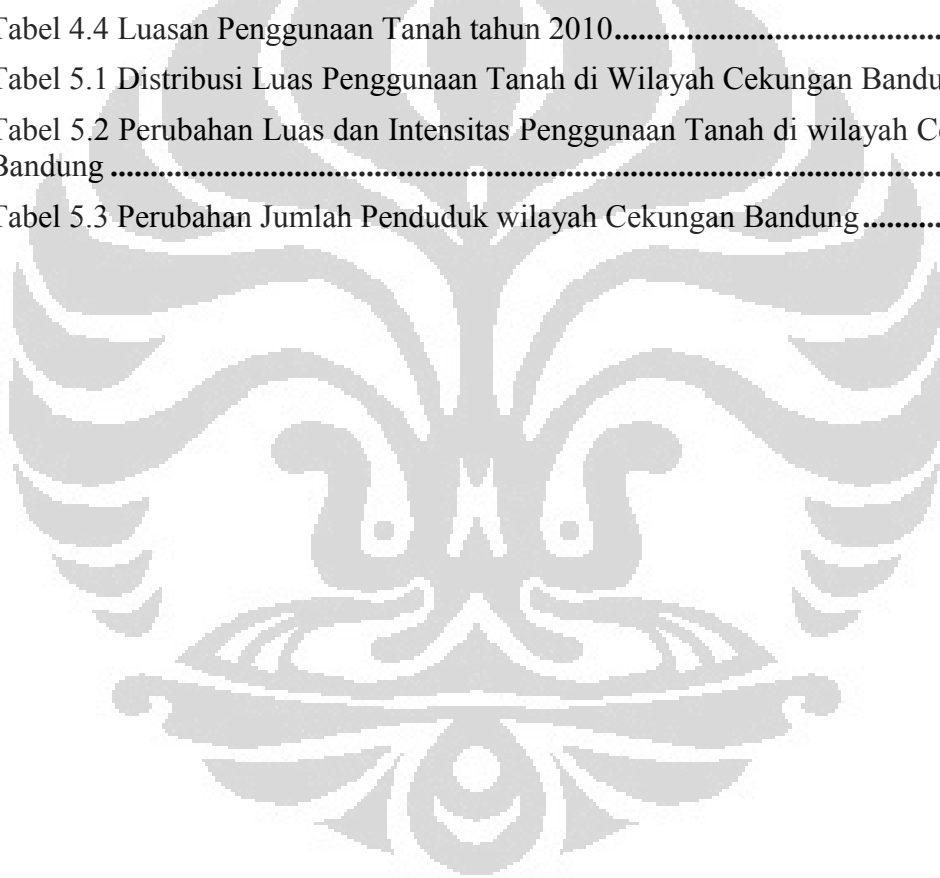 Tabel 4.4 Luasan Penggunaan Tanah tahun 2010........................................
Tabel 5.1 Distribusi Luas Penggunaan Tanah di Wilayah Cekungan
Tabel 5.2 Perubahan Luas dan Intensitas Penggunaan Tanah di wilayah
Bandung ........................................................................................................
Tabel 5.3 Perubahan Jumlah Penduduk wilayah Cekungan Bandung ..........